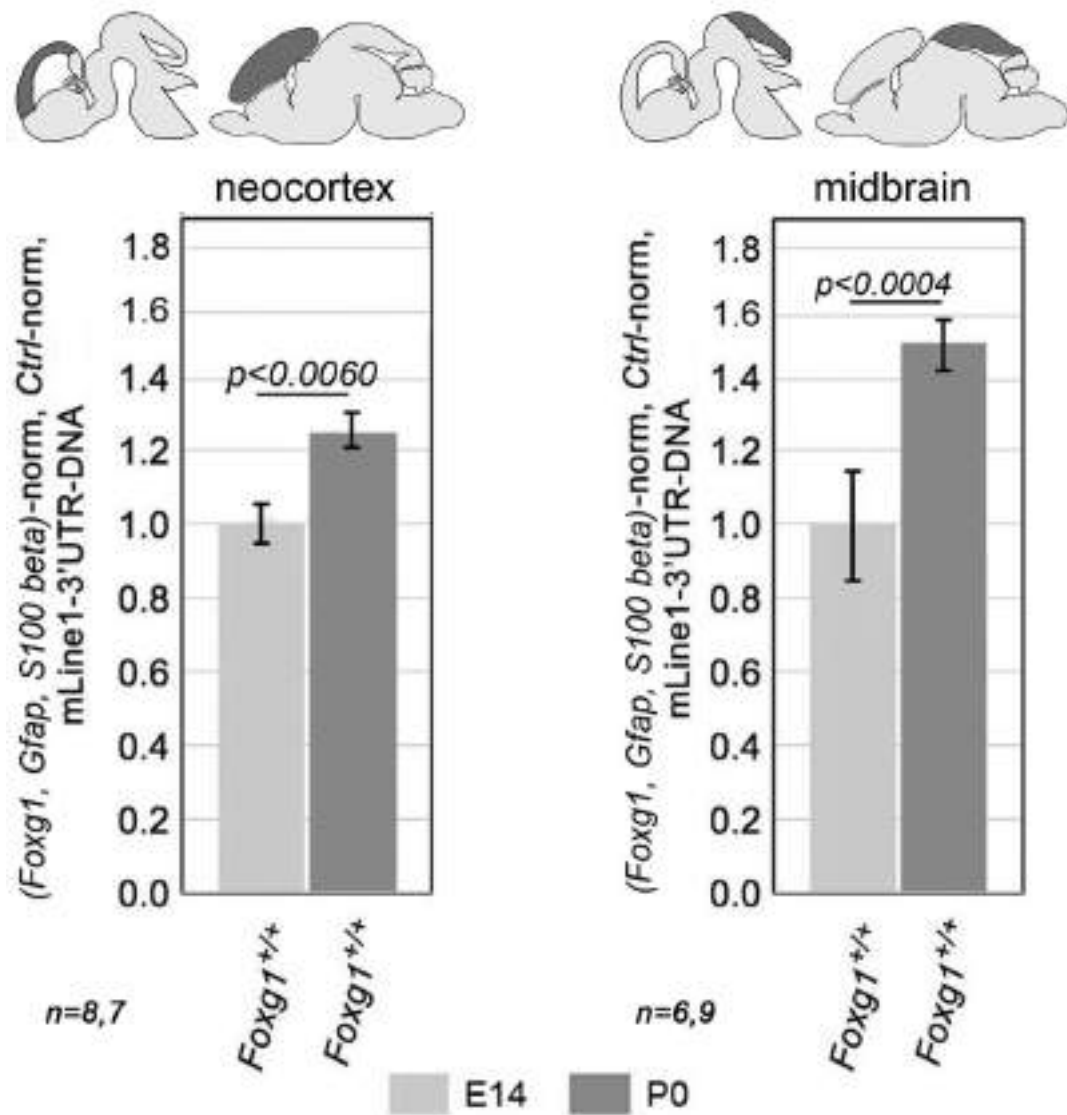 neocortex
(Foxg1, Gfap, S100 beta)-norm, Ctrl-norm,
mLine1-3'UTR-DNA
1.8
1.6
1.4
1.2
1.0
0.8
0.6
0.4
0.2
0.0
p<0.0060
Foxg1+/+
Foxg1+/+
n=8,7
midbrain
(Foxg1, Gfap, S100 beta)-norm, Ctrl-norm,
mLine1-3'UTR-DNA
1.8
1.6
1.4
1.2
1.0
0.8
0.6
0.4
0.2
0.0
p<0.0004
Foxg1+/+
Foxg1+/+
n=6,9
E14
P0